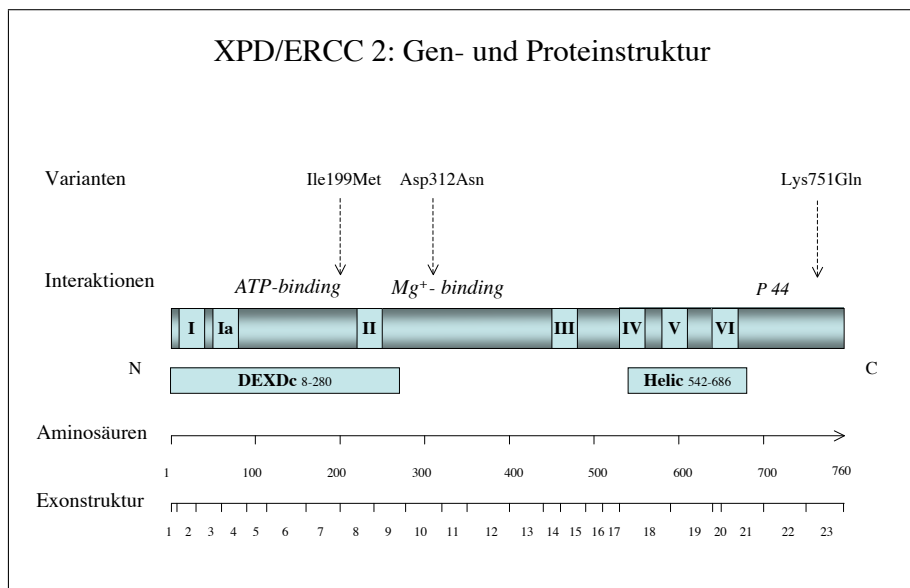 XPD/ERCC 2: Gen- und Proteinstruktur
Varianten Ile199Met Asp312Asn Lys751Gln
Interaktionen ATP-binding Mg⁺- binding P 44
I Ia II III IV V VI
N C
DEXDc 8-280 Helic 542-686
Aminosäuren
1 100 200 300 400 500 600 700 760
Exonstruktur
1 2 3 4 5 6 7 8 9 10 11 12 13 14 15 16 17 18 19 20 21 22 23